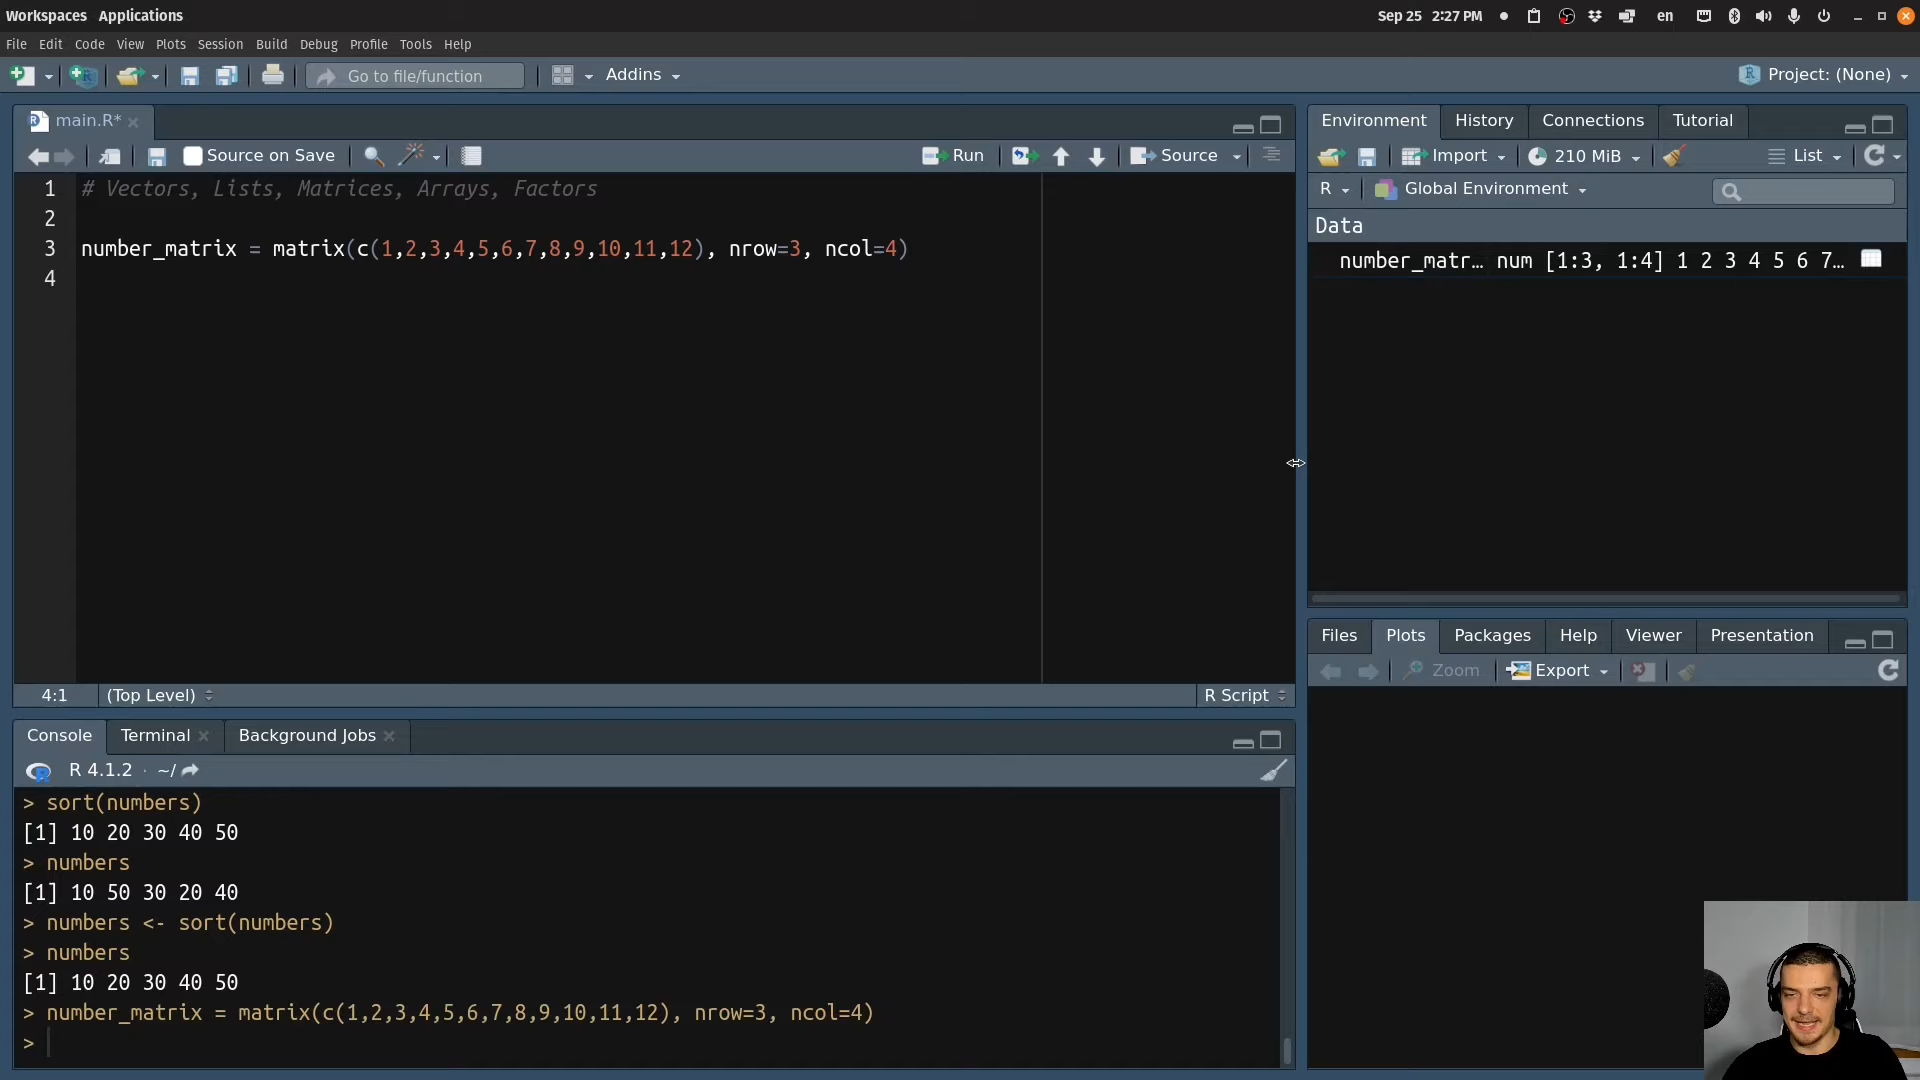 Workspaces Applications
Sep 25 2:27 PM
en
File Edit Code View Plots Session Build Debug Profile Tools Help
Go to file/function
Addins
Project: (None)
main.R*
Source on Save
Run
Source
1 # Vectors, Lists, Matrices, Arrays, Factors
2
3 number_matrix = matrix(c(1,2,3,4,5,6,7,8,9,10,11,12), nrow=3, ncol=4)
4
4:1 (Top Level)
R Script
Console Terminal Background Jobs
R 4.1.2 · ~/
> sort(numbers)
[1] 10 20 30 40 50
> numbers
[1] 10 50 30 20 40
> numbers <- sort(numbers)
> numbers
[1] 10 20 30 40 50
> number_matrix = matrix(c(1,2,3,4,5,6,7,8,9,10,11,12), nrow=3, ncol=4)
>
Environment History Connections Tutorial
Import 210 MiB List
R Global Environment
Data
number_matr… num [1:3, 1:4] 1 2 3 4 5 6 7…
Files Plots Packages Help Viewer Presentation
Zoom Export